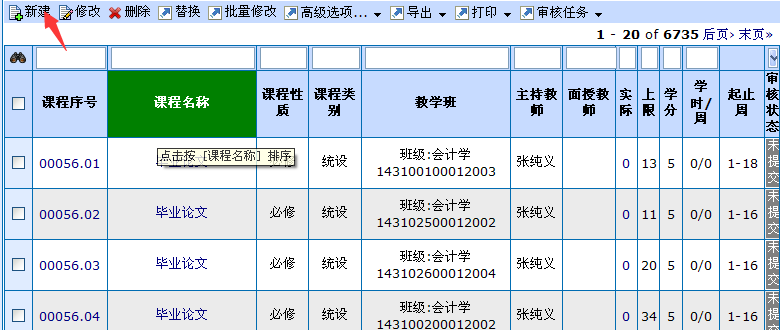 新建 修改 删除 替换 批量修改 高级选项... 导出 打印 审核任务
1 - 20 of 6735 后页› 末页»
课程序号 课程名称 课程性质 课程类别 教学班 主持教师 面授教师 实际 上限 学分 学时/周 起止周 审核状态
点击按 [课程名称] 排序
00056.01 统设 班级:会计学 张纯义 0 13 5 0/0 1-18 未提交
143100100012003
00056.02 毕业论文 必修 统设 班级:会计学 张纯义 0 11 5 0/0 1-16 未提交
143102500012002
00056.03 毕业论文 必修 统设 班级:会计学 张纯义 0 20 5 0/0 1-16 未提交
143102600012004
00056.04 毕业论文 必修 统设 班级:会计学 张纯义 0 34 5 0/0 1-16 未提
143100200012002